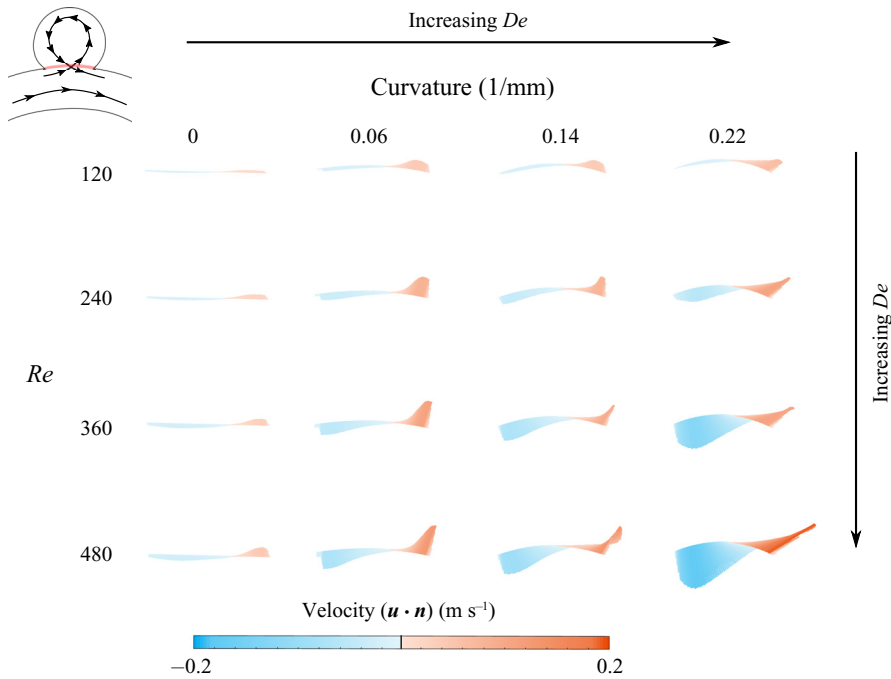 Increasing De
Curvature (1/mm)
0 0.06 0.14 0.22
120
240
Re
360
480
Increasing De
Velocity (u · n) (m s⁻¹)
−0.2 0.2